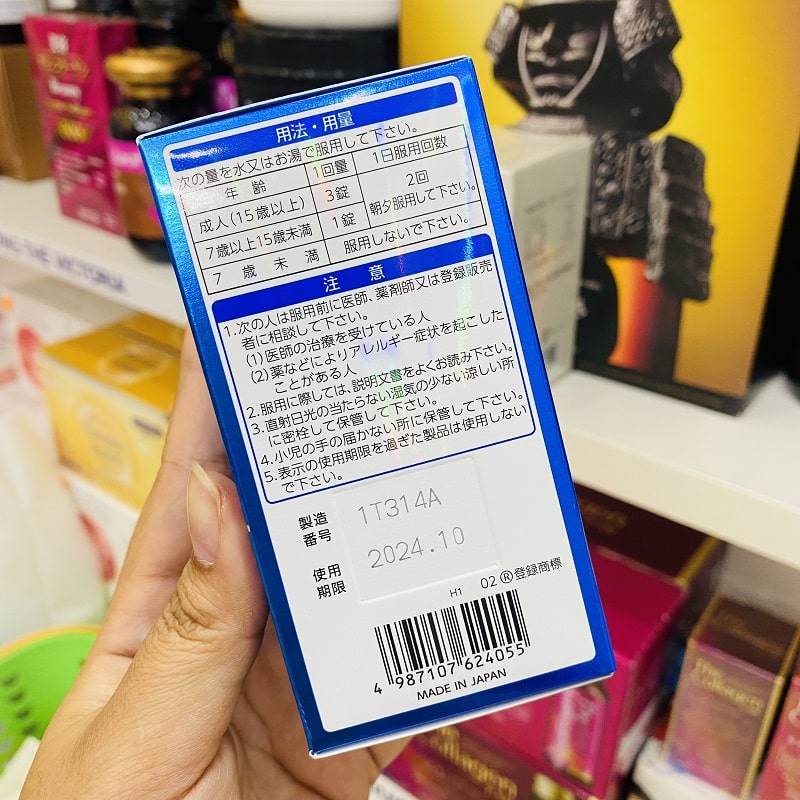 用法・用量
次の量を水又はお湯で服用して下さい。
年齢 1回量 1日服用回数
成人(15歳以上) 3錠 2回
7歳以上15歳未満 1錠 朝夕服用して下さい。
7歳未満 服用しないで下さい。
注意
1. 次の人は服用前に医師、薬剤師又は登録販売
者に相談して下さい。
(1) 医師の治療を受けている人
(2) 薬などによりアレルギー症状を起こした
ことがある人
2. 服用に際しては、説明文書をよくお読み下さい。
3. 直射日光の当たらない湿気の少ない涼しい所
に密栓して保管して下さい。
4. 小児の手の届かない所に保管して下さい。
5. 表示の使用期限を過ぎた製品は使用しない
で下さい。
製造
番号
1T314A
使用
期限
2024.10
H1 02 ®登録商標
4 987107 624055
MADE IN JAPAN
THE VICTORIA